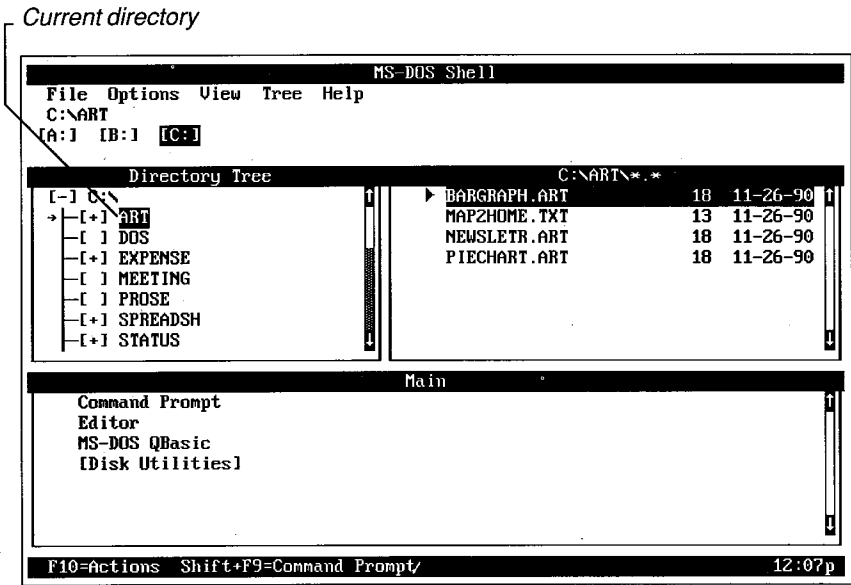 Current directory
MS-DOS Shell
File Options View Tree Help
C:\ART
[A:] [B:] [C:]
Directory Tree
C:\ART\*.*
[-] C:\
[+] ART
[ ] DOS
[+] EXPENSE
[ ] MEETING
[ ] PROSE
[+] SPREADSH
[+] STATUS
BARGRAPH.ART 18 11-26-90
MAP2HOME.TXT 13 11-26-90
NEWSLETR.ART 18 11-26-90
PIECHART.ART 18 11-26-90
Main
Command Prompt
Editor
MS-DOS QBasic
[Disk Utilities]
F10=Actions Shift+F9=Command Prompt 12:07p